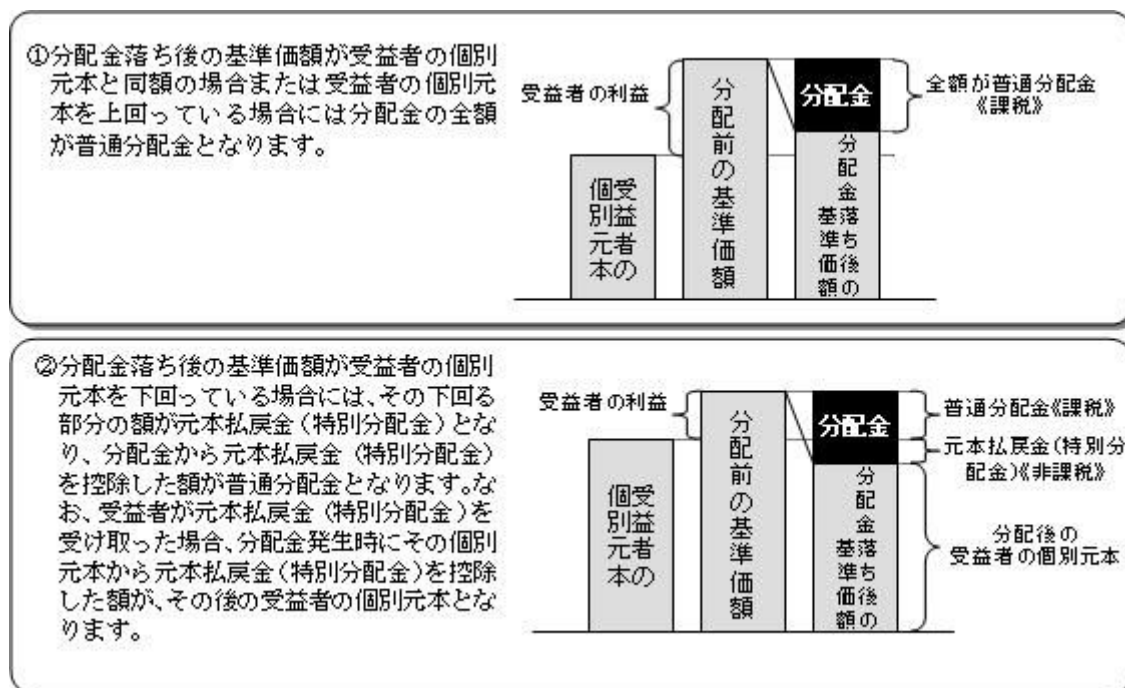 ①分配金落ち後の基準価額が受益者の個別
元本と同額の場合または受益者の個別元
本を上回っている場合には分配金の全額
が普通分配金となります。
受益者の利益
受益者の
個別元本
分配前の基準価額
分配金
分配金落ち後の
基準価額
全額が普通分配金
《課税》
②分配金落ち後の基準価額が受益者の個別
元本を下回っている場合には、その下回る
部分の額が元本払戻金(特別分配金)とな
り、分配金から元本払戻金(特別分配金)
を控除した額が普通分配金となります。な
お、受益者が元本払戻金(特別分配金)を
受け取った場合、分配金発生時にその個別
元本から元本払戻金(特別分配金)を控除
した額が、その後の受益者の個別元本とな
ります。
受益者の利益
受益者の
個別元本
分配前の基準価額
分配金
分配金落ち後の
基準価額
普通分配金《課税》
元本払戻金(特別分
配金)《非課税》
分配後の
受益者の個別元本